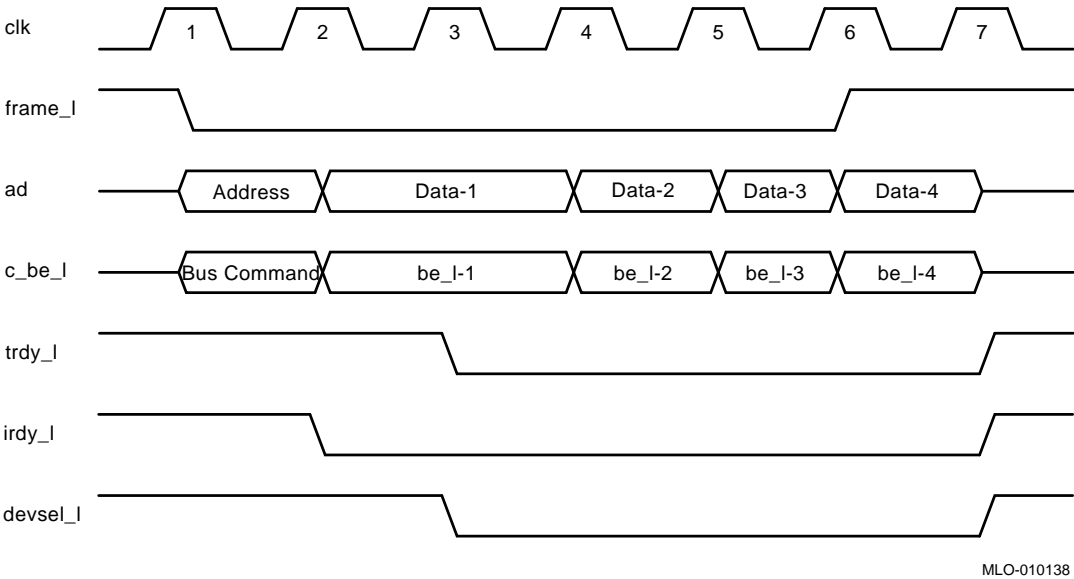 clk 1 2 3 4 5 6 7
frame_l
ad Address Data-1 Data-2 Data-3 Data-4
c_be_l Bus Command be_l-1 be_l-2 be_l-3 be_l-4
trdy_l
irdy_l
devsel_l
MLO-010138